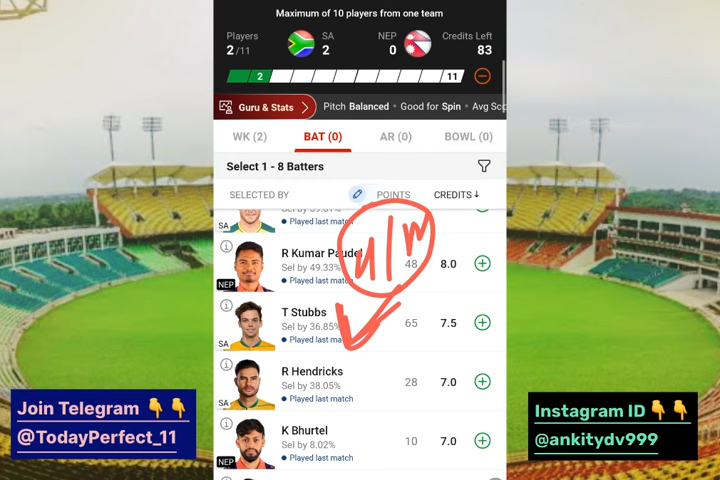 Maximum of 10 players from one team
Players
2 /11
SA
2
NEP
0
Credits Left
83
2
11
Guru & Stats
Pitch Balanced • Good for Spin • Avg Sco
WK (2)
BAT (0)
AR (0)
BOWL (0)
Select 1 - 8 Batters
SELECTED BY
POINTS
CREDITS↓
Played last match
SA
R Kumar Paudel
Sel by 49.33%
Played last match
NEP
48
8.0
T Stubbs
Sel by 36.85%
Played last ma
SA
65
7.5
R Hendricks
Sel by 38.05%
Played last match
SA
28
7.0
K Bhurtel
Sel by 8.02%
Played last match
NEP
10
7.0
Join Telegram 👇👇
@TodayPerfect_11
Instagram ID👇👇
@ankitydv999